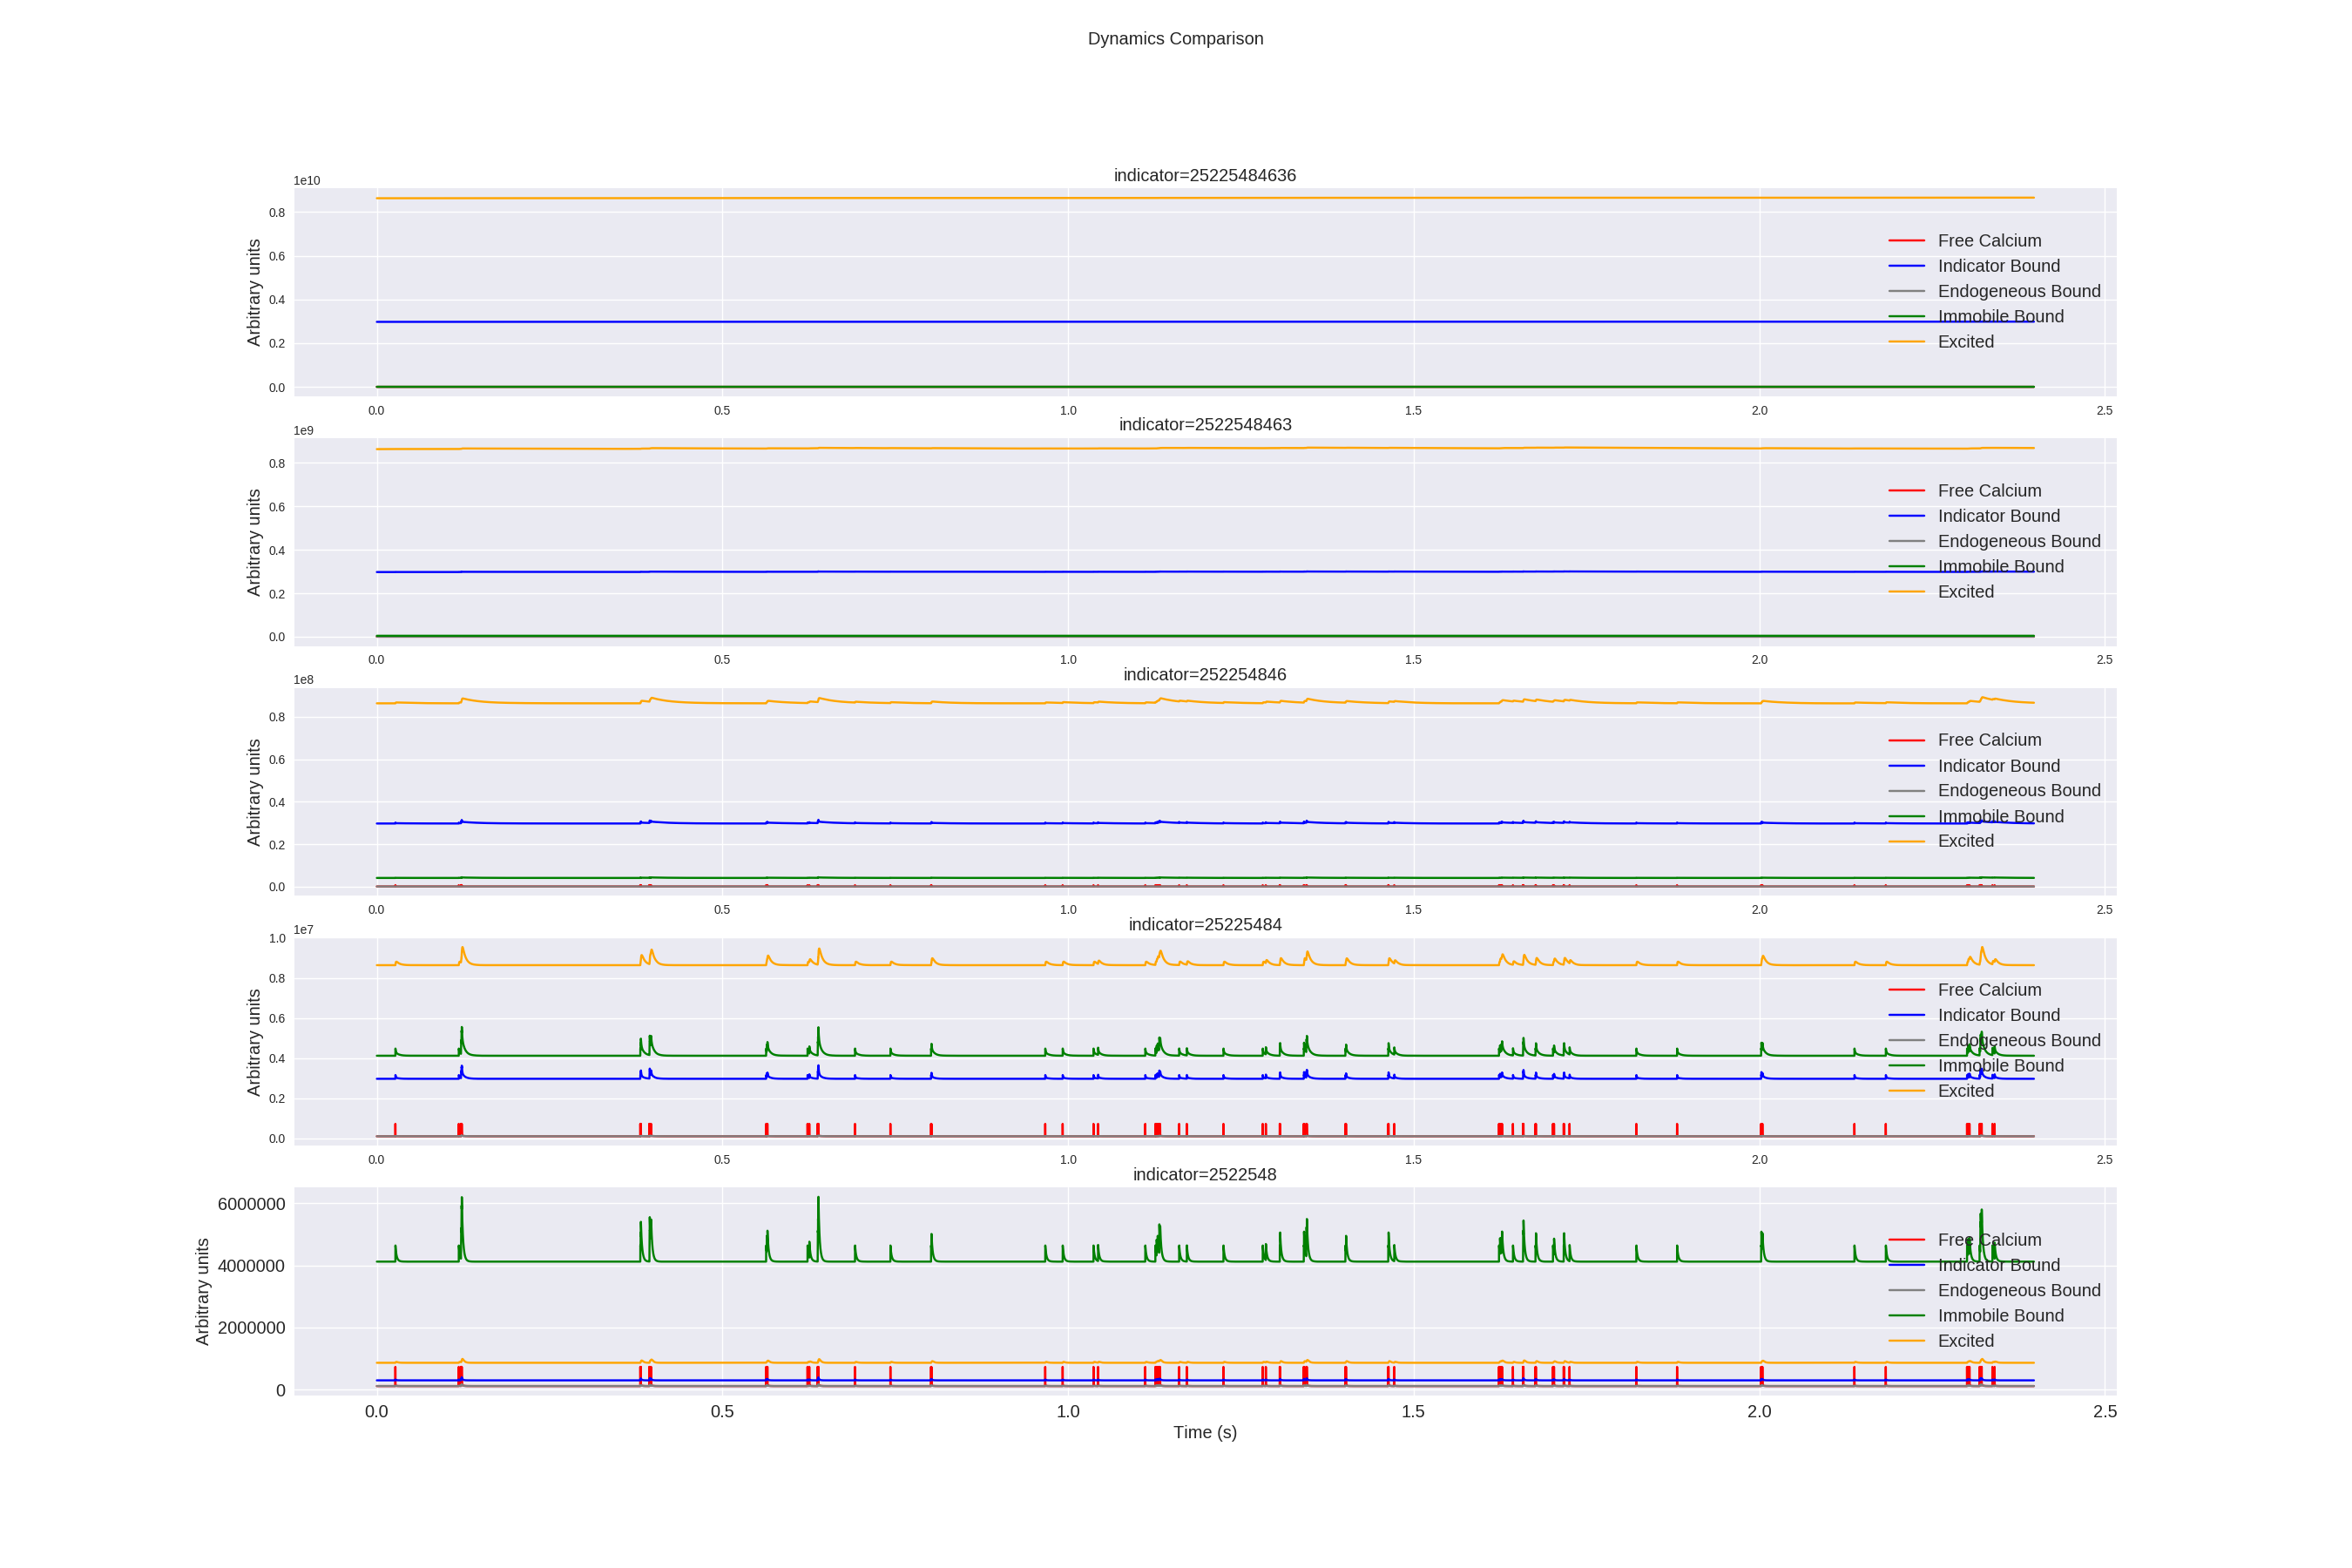 Dynamics Comparison
indicator=25225484636
1e10
0.8
0.6
0.4
0.2
0.0
Arbitrary units
Free Calcium
Indicator Bound
Endogeneous Bound
Immobile Bound
Excited
0.0 0.5 1.0 1.5 2.0 2.5
indicator=2522548463
1e9
0.8
0.6
0.4
0.2
0.0
Arbitrary units
Free Calcium
Indicator Bound
Endogeneous Bound
Immobile Bound
Excited
0.0 0.5 1.0 1.5 2.0 2.5
indicator=252254846
1e8
0.8
0.6
0.4
0.2
0.0
Arbitrary units
Free Calcium
Indicator Bound
Endogeneous Bound
Immobile Bound
Excited
0.0 0.5 1.0 1.5 2.0 2.5
indicator=25225484
1e7
1.0
0.8
0.6
0.4
0.2
0.0
Arbitrary units
Free Calcium
Indicator Bound
Endogeneous Bound
Immobile Bound
Excited
0.0 0.5 1.0 1.5 2.0 2.5
indicator=2522548
6000000
4000000
2000000
0
Arbitrary units
Free Calcium
Indicator Bound
Endogeneous Bound
Immobile Bound
Excited
0.0 0.5 1.0 1.5 2.0 2.5
Time (s)